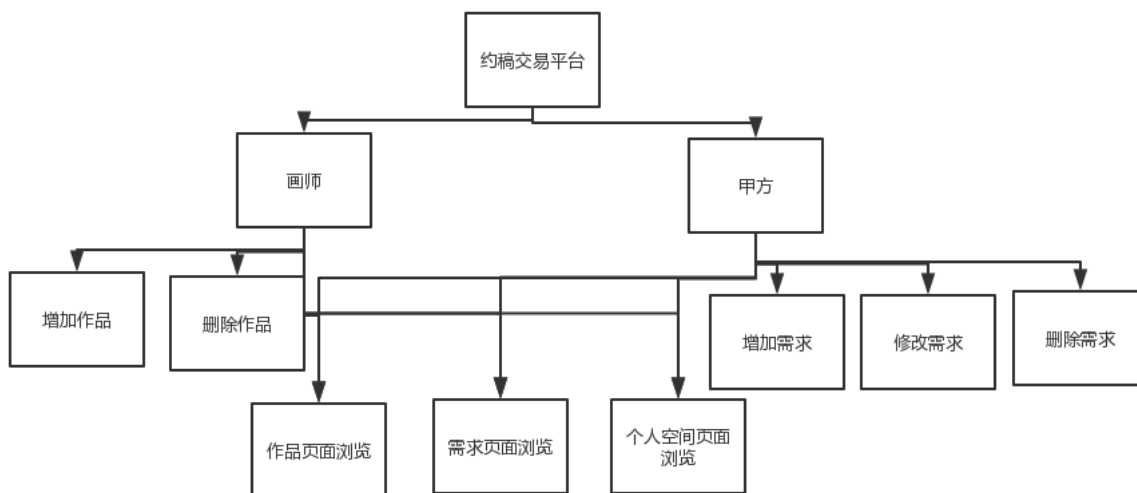 约稿交易平台
画师
甲方
增加作品
删除作品
增加需求
修改需求
删除需求
作品页面浏览
需求页面浏览
个人空间页面
浏览